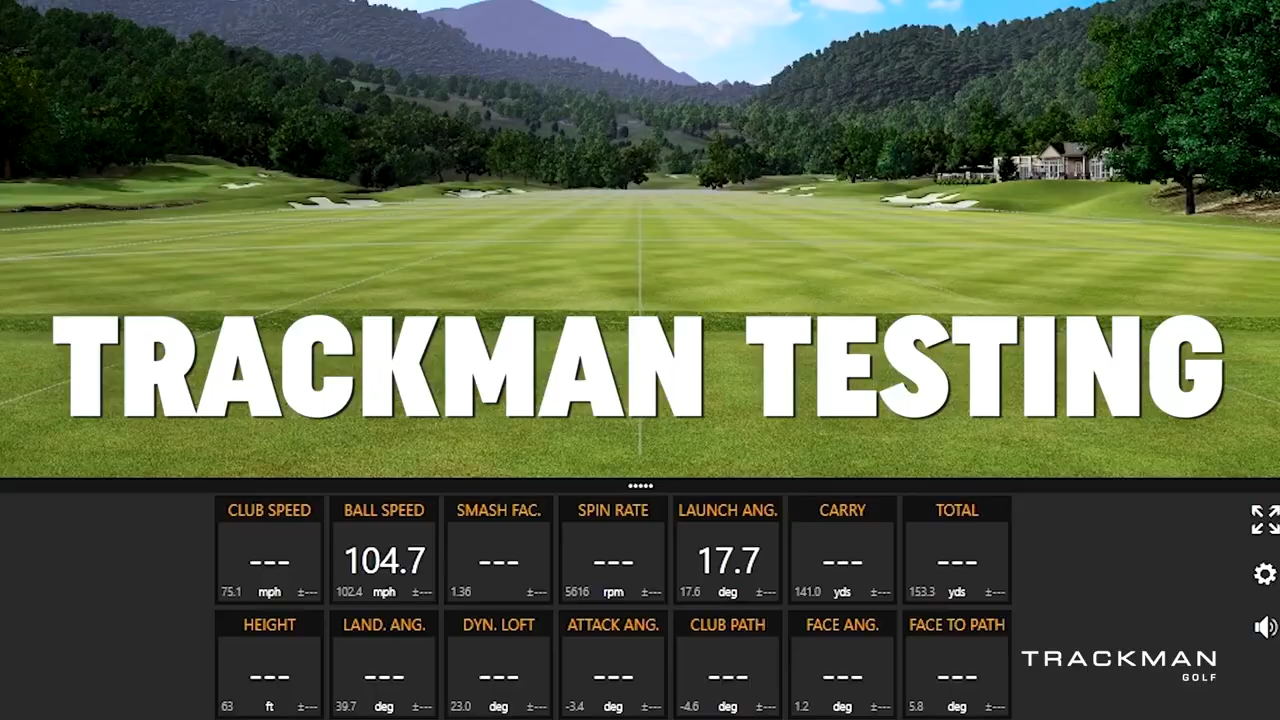 TRACKMAN TESTING
CLUB SPEED BALL SPEED SMASH FAC. SPIN RATE LAUNCH ANG. CARRY TOTAL
--- 104.7 --- --- 17.7 --- ---
75.1 mph ±--- 102.4 mph ±--- 1.36 ±--- 5616 rpm ±--- 17.6 deg ±--- 141.0 yds ±--- 153.3 yds ±---
HEIGHT LAND. ANG. DYN. LOFT ATTACK ANG. CLUB PATH FACE ANG. FACE TO PATH
--- --- --- --- --- --- ---
63 ft ±--- 39.7 deg ±--- 23.0 deg ±--- -3.4 deg ±--- -4.6 deg ±--- 1.2 deg ±--- 5.8 deg ±---
TRACKMAN
GOLF